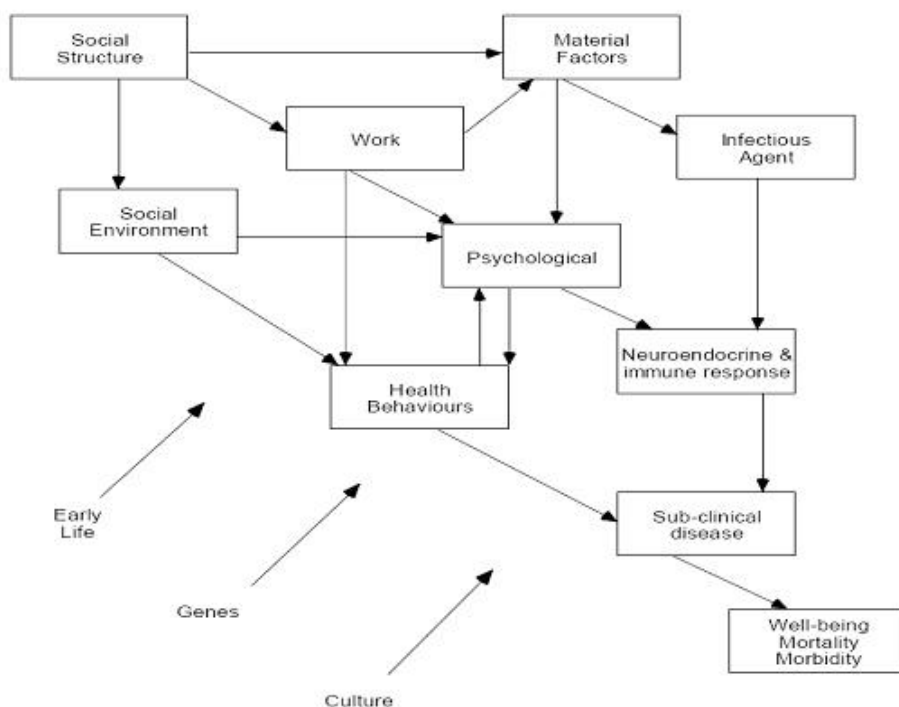 Social
Structure
Material
Factors
Work
Infectious
Agent
Social
Environment
Psychological
Neuroendocrine &
immune response
Health
Behaviours
Early
Life
Sub-clinical
disease
Genes
Well-being
Mortality
Morbidity
Culture